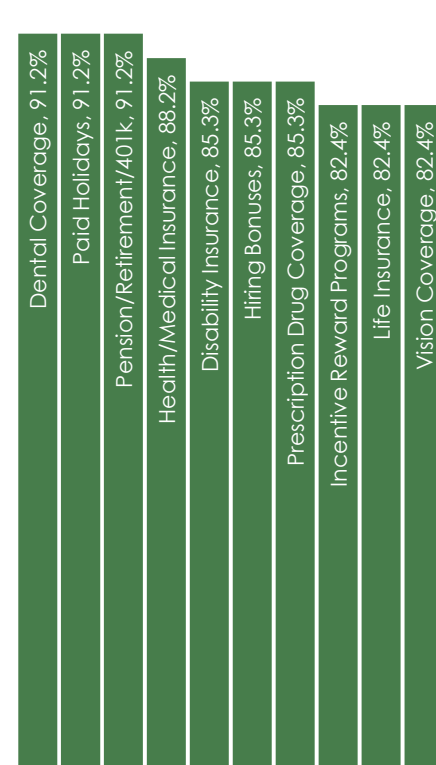 Dental Coverage, 91.2%
Paid Holidays, 91.2%
Pension/Retirement/401k, 91.2%
Health/Medical Insurance, 88.2%
Disability Insurance, 85.3%
Hiring Bonuses, 85.3%
Prescription Drug Coverage, 85.3%
Incentive Reward Programs, 82.4%
Life Insurance, 82.4%
Vision Coverage, 82.4%